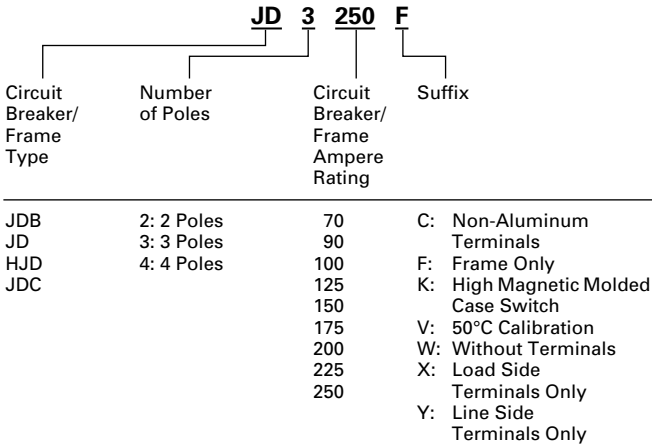 JD 3 250 F
Circuit Breaker/ Frame Type
Number of Poles
Circuit Breaker/ Frame Ampere Rating
Suffix
JDB
JD
HJD
JDC
2: 2 Poles
3: 3 Poles
4: 4 Poles
70
90
100
125
150
175
200
225
250
C: Non-Aluminum
Terminals
F: Frame Only
K: High Magnetic Molded
Case Switch
V: 50°C Calibration
W: Without Terminals
X: Load Side
Terminals Only
Y: Line Side
Terminals Only